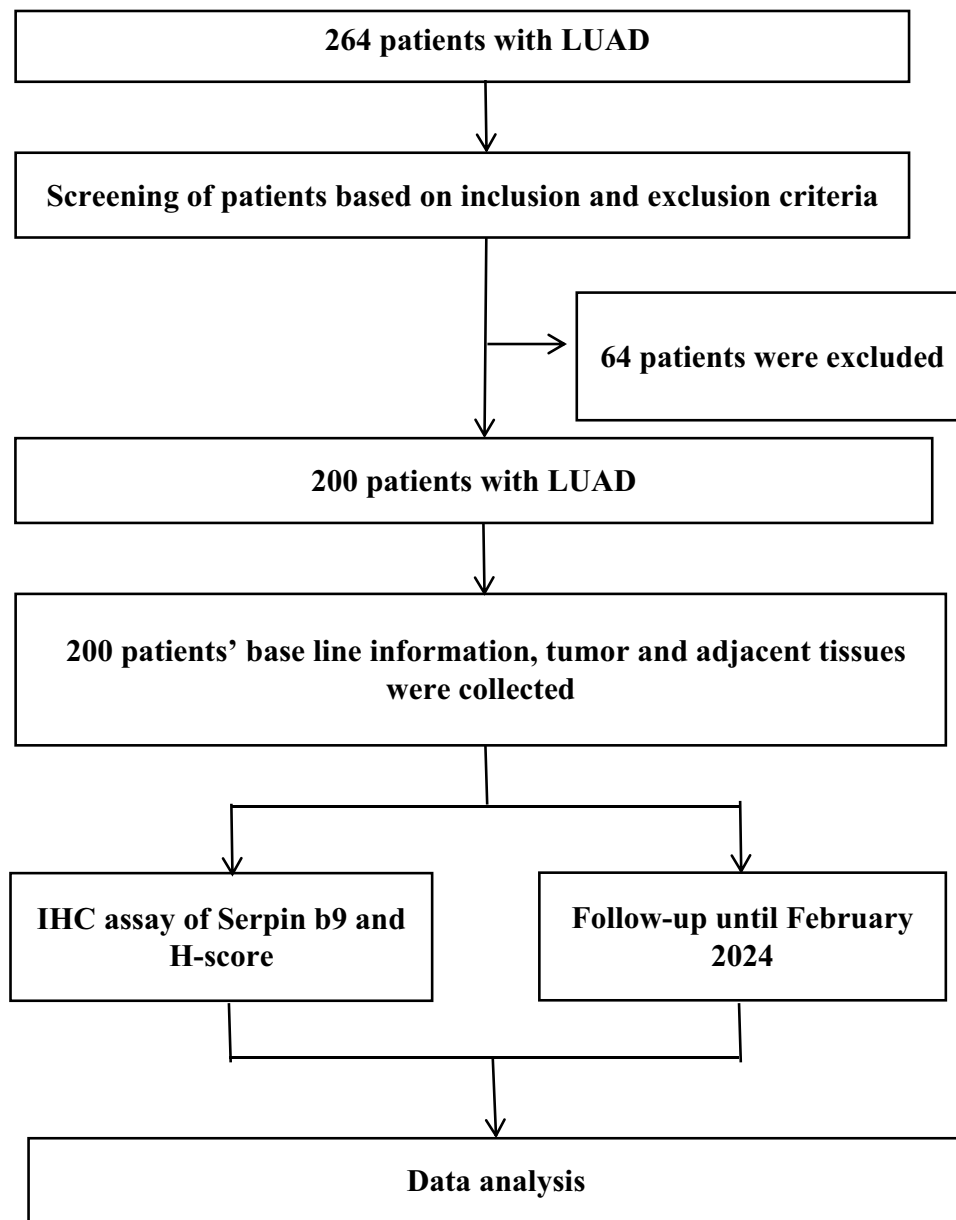 264 patients with LUAD
Screening of patients based on inclusion and exclusion criteria
64 patients were excluded
200 patients with LUAD
200 patients’ base line information, tumor and adjacent tissues
were collected
IHC assay of Serpin b9 and
H-score
Follow-up until February
2024
Data analysis